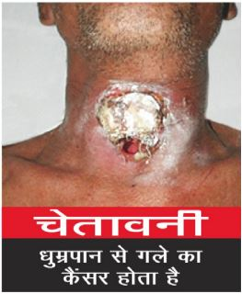 चेतावनी
धुम्रपान से गले का
कैंसर होता है